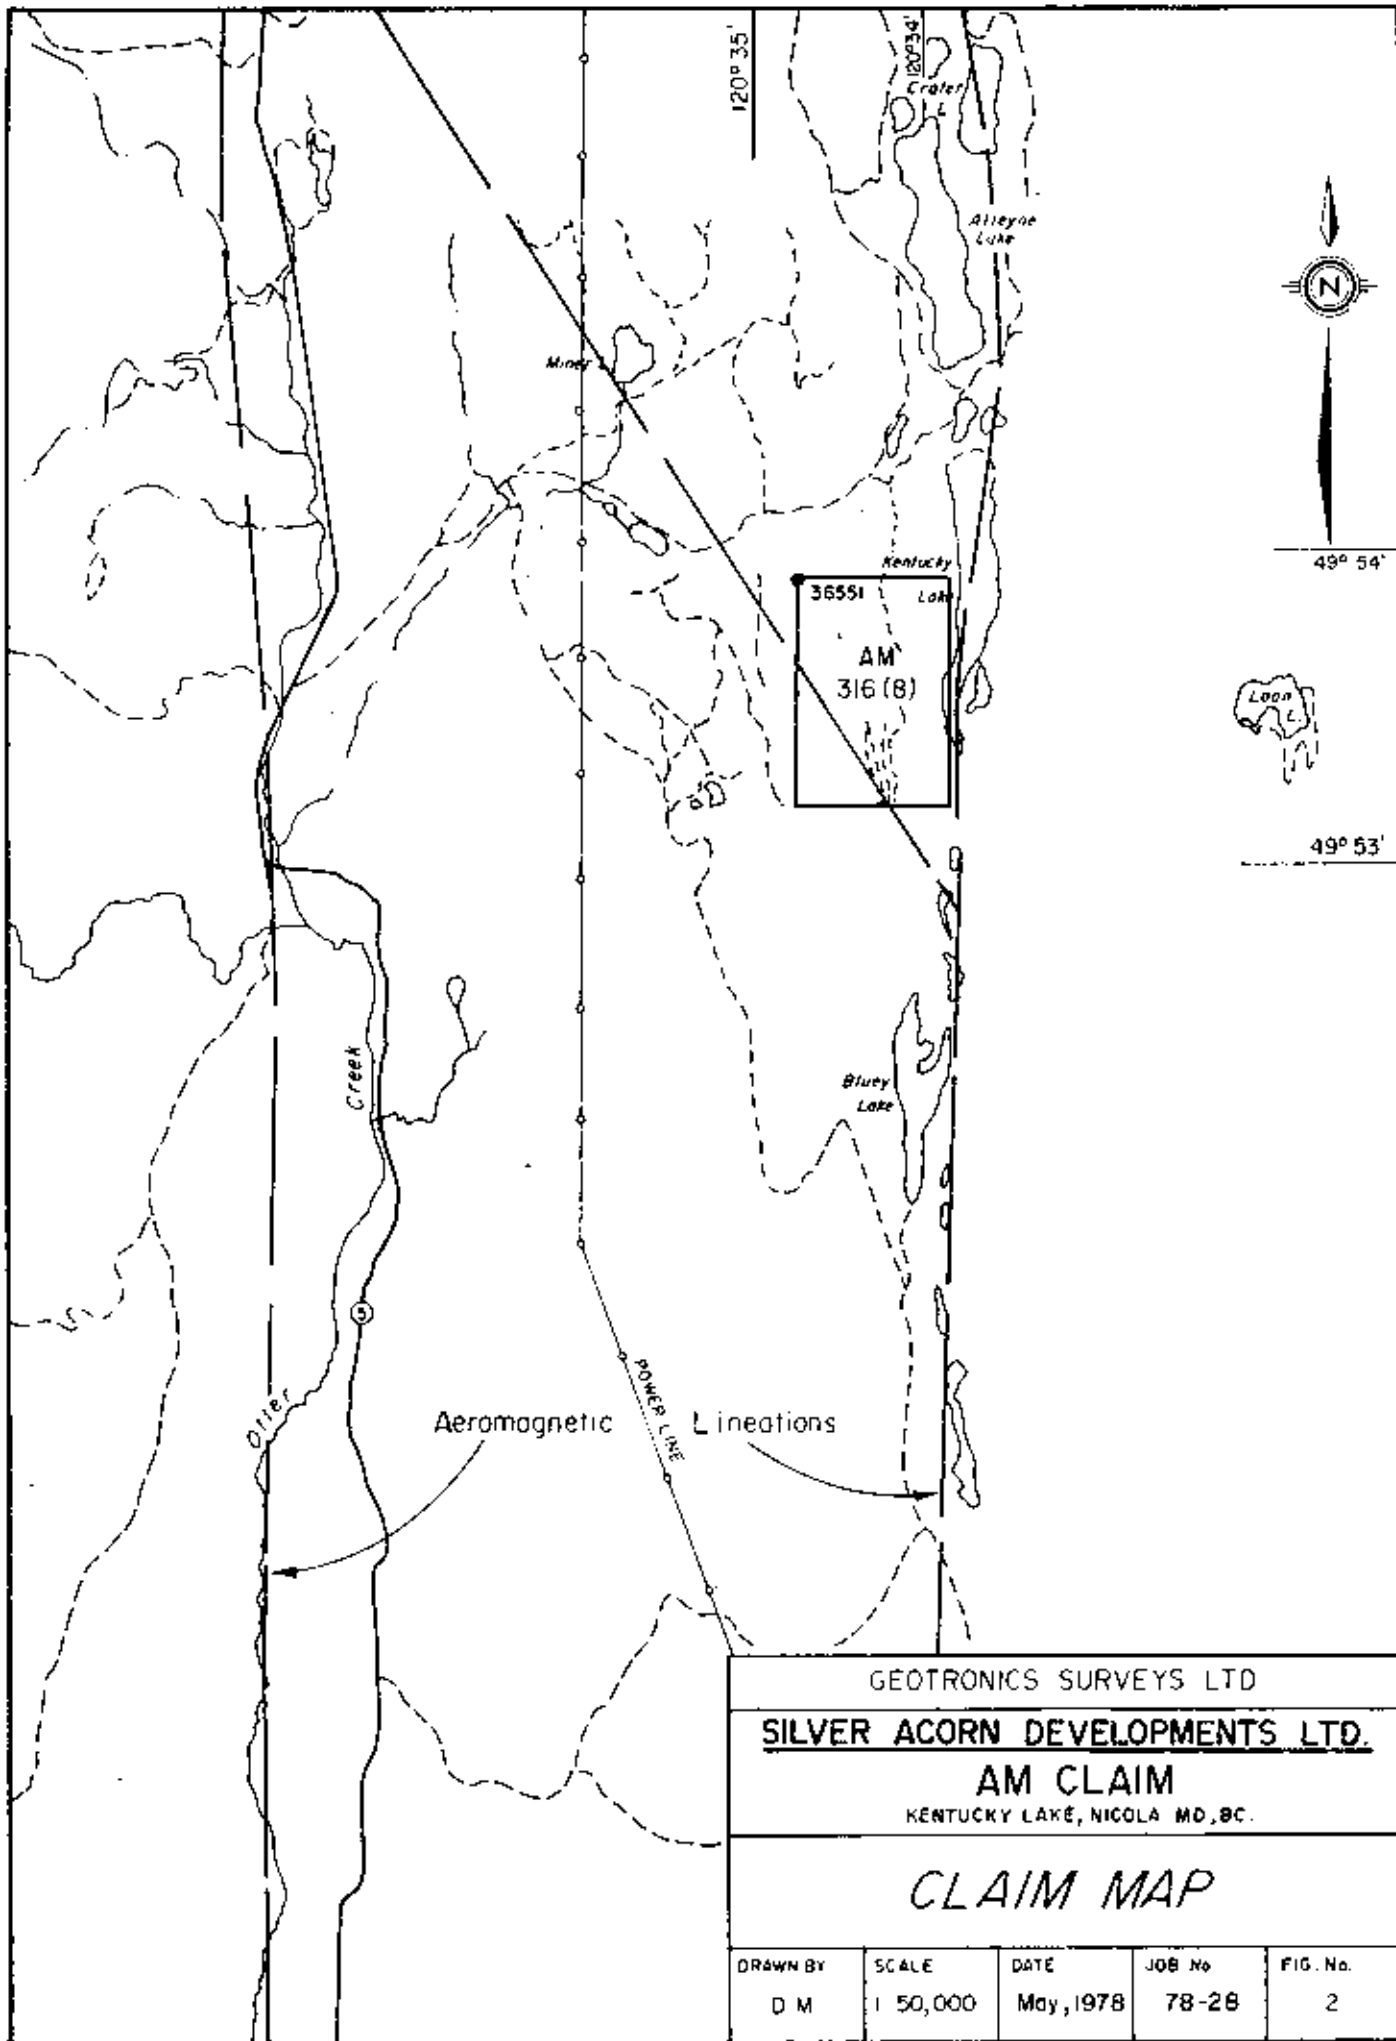 120° 35'
120° 34'
Crater
L
Alleyne
Lake
N
Miner
49° 54'
Kentucky
Lake
36551
AM
316 (8)
Loon
L.
49° 53'
Creek
Bluey
Lake
5
POWER LINE
Otter
Aeromagnetic Lineations
GEOTRONICS SURVEYS LTD
SILVER ACORN DEVELOPMENTS LTD.
AM CLAIM
KENTUCKY LAKE, NICOLA MD, BC.
CLAIM MAP
DRAWN BY SCALE DATE JOB No FIG. No.
D M 1 50,000 May, 1978 78-28 2